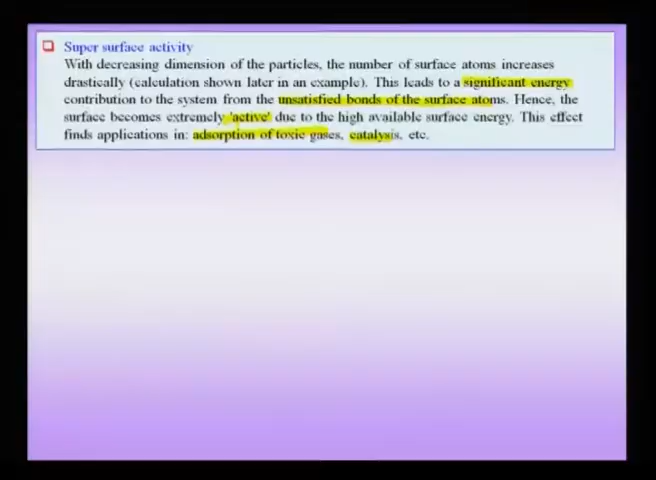 Super surface activity
With decreasing dimension of the particles, the number of surface atoms increases
drastically (calculation shown later in an example). This leads to a significant energy
contribution to the system from the unsatisfied bonds of the surface atoms. Hence, the
surface becomes extremely 'active' due to the high available surface energy. This effect
finds applications in: adsorption of toxic gases, catalysis, etc.